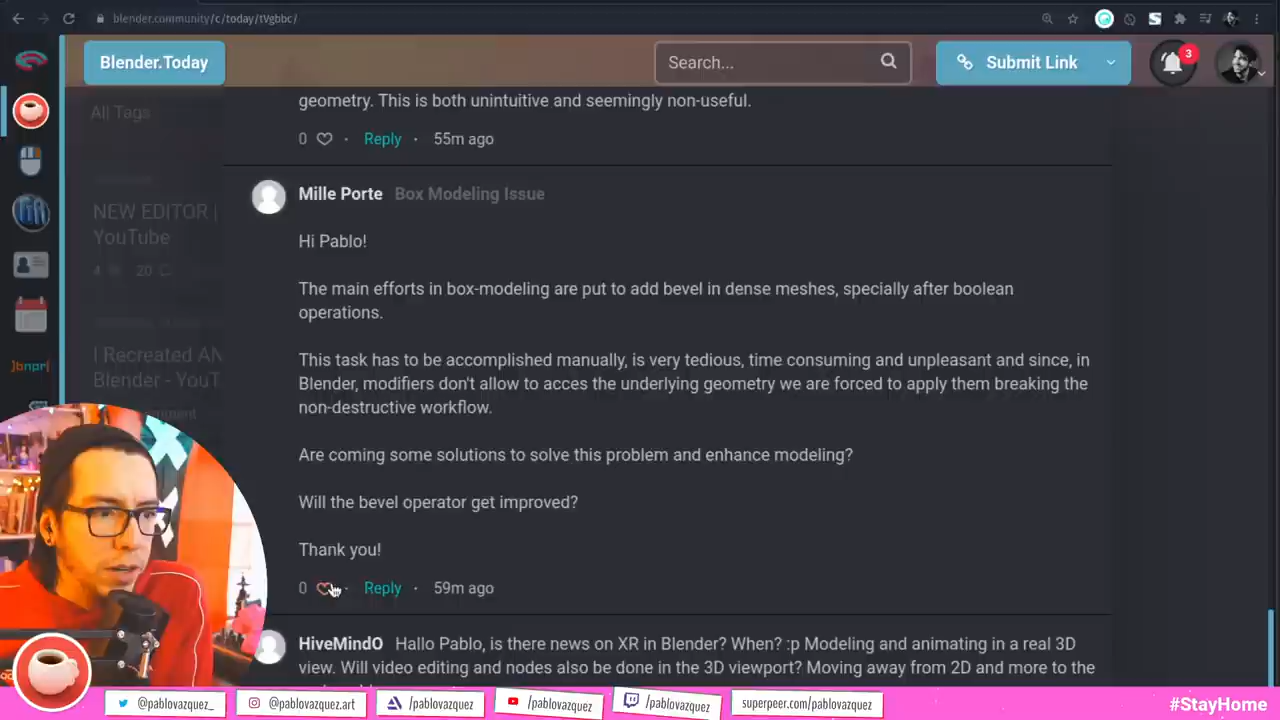 blender.community/c/today/tVgbbc/
Blender.Today
Search...
Submit Link
3
All Tags
geometry. This is both unintuitive and seemingly non-useful.
0 · Reply · 55m ago
NEW EDITOR |
YouTube
4 20
Mille Porte Box Modeling Issue
Hi Pablo!
The main efforts in box-modeling are put to add bevel in dense meshes, specially after boolean
operations.
This task has to be accomplished manually, is very tedious, time consuming and unpleasant and since, in
Blender, modifiers don't allow to acces the underlying geometry we are forced to apply them breaking the
non-destructive workflow.
I Recreated AN
Blender - YouT
Are coming some solutions to solve this problem and enhance modeling?
Will the bevel operator get improved?
Thank you!
0 · Reply · 59m ago
HiveMindO Hallo Pablo, is there news on XR in Blender? When? :p Modeling and animating in a real 3D
view. Will video editing and nodes also be done in the 3D viewport? Moving away from 2D and more to the
@pablovazquez_
@pablovazquez.art
/pablovazquez
/pablovazquez
/pablovazquez
superpeer.com/pablovazquez
#StayHome